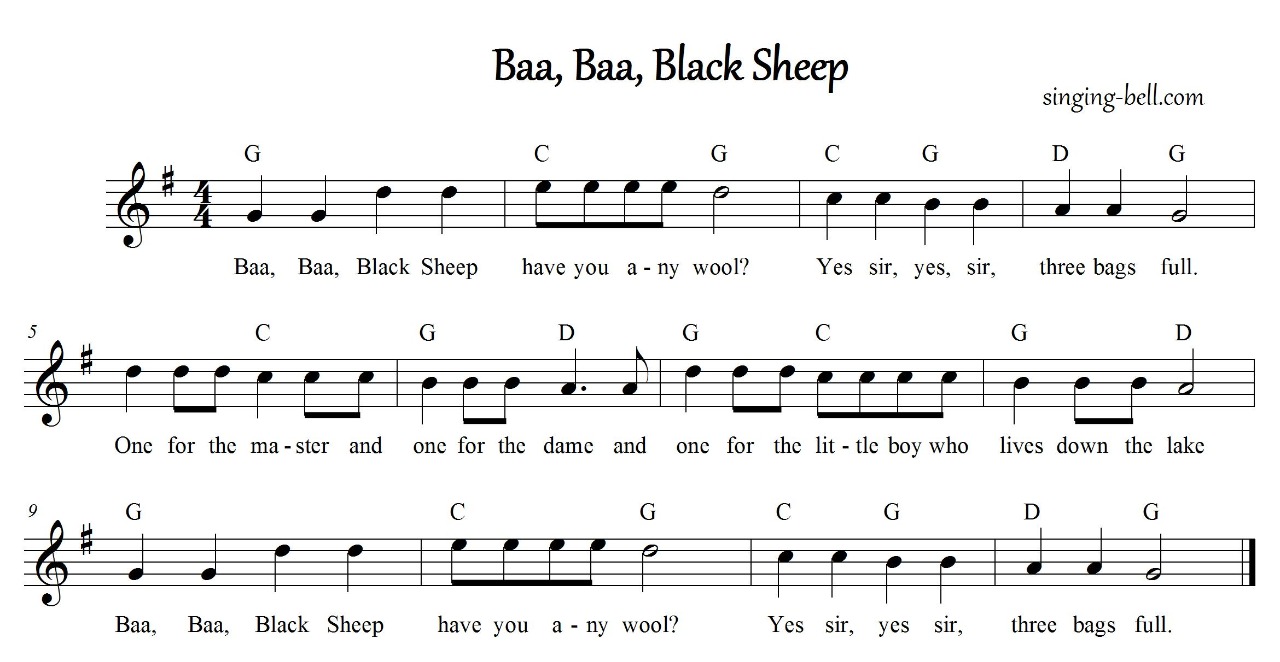 Baa, Baa, Black Sheep
singing-bell.com
G C G C G D G
4
4
Baa, Baa, Black Sheep have you a - ny wool? Yes sir, yes, sir, three bags full.
5 C G D G C G D
One for the ma - ster and one for the dame and one for the lit - tle boy who lives down the lake
9 G C G C G D G
Baa, Baa, Black Sheep have you a - ny wool? Yes sir, yes sir, three bags full.